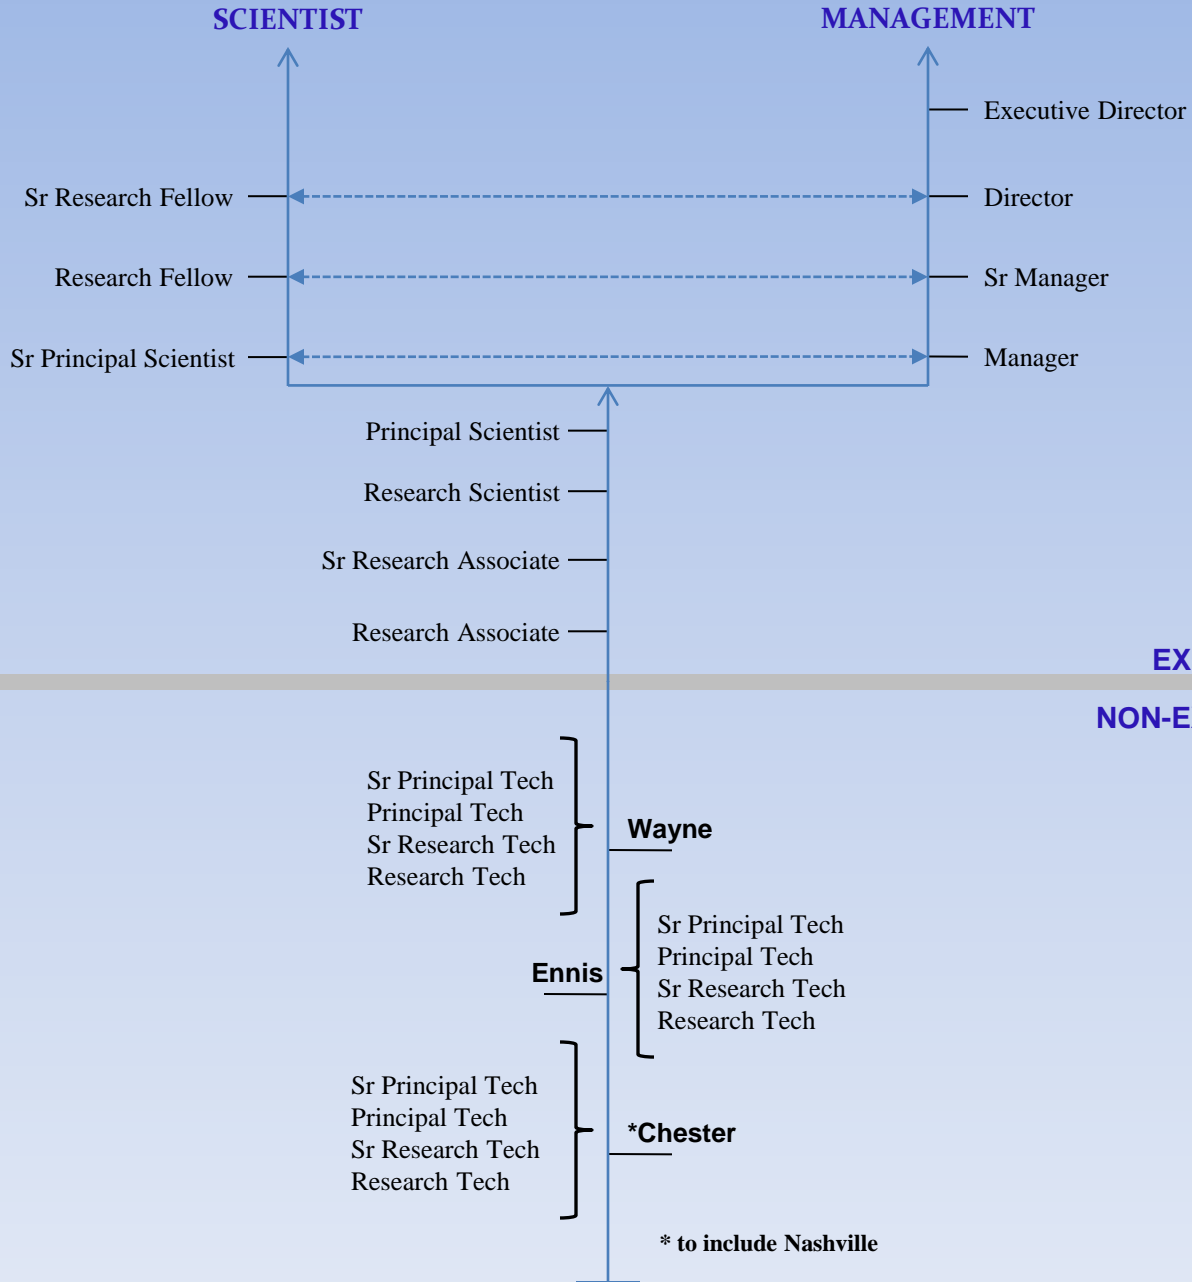 SCIENTIST
MANAGEMENT
Executive Director
Sr Research Fellow
Director
Research Fellow
Sr Manager
Sr Principal Scientist
Manager
Principal Scientist
Research Scientist
Sr Research Associate
Research Associate
EX
NON-EX
Sr Principal Tech
Principal Tech
Sr Research Tech
Research Tech
Wayne
Ennis
Sr Principal Tech
Principal Tech
Sr Research Tech
Research Tech
Sr Principal Tech
Principal Tech
Sr Research Tech
Research Tech
*Chester
* to include Nashville